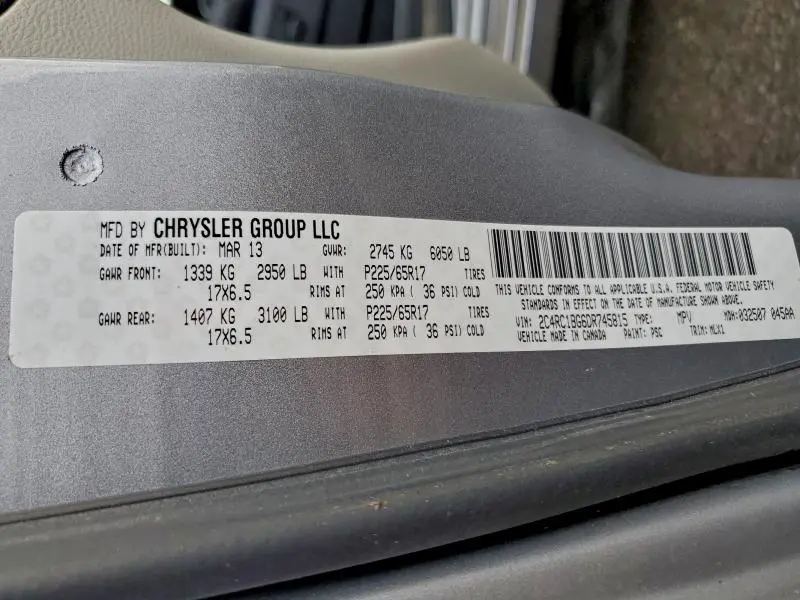 MFD BY CHRYSLER GROUP LLC
DATE OF MFR(BUILT): MAR 13 GVWR: 2745 KG 6050 LB
GAWR FRONT: 1339 KG 2950 LB WITH P225/65R17 TIRES
17X6.5 RIMS AT 250 KPA ( 36 PSI) COLD
GAWR REAR: 1407 KG 3100 LB WITH P225/65R17 TIRES
17X6.5 RIMS AT 250 KPA ( 36 PSI) COLD
THIS VEHICLE CONFORMS TO ALL APPLICABLE U.S.A. FEDERAL MOTOR VEHICLE SAFETY
STANDARDS IN EFFECT ON THE DATE OF MANUFACTURE SHOWN ABOVE.
VIN: 2C4RC1BG6DR745815 TYPE: MPV MDH:032507 045AA
VEHICLE MADE IN CANADA PAINT: PSC TRIM: MLX1